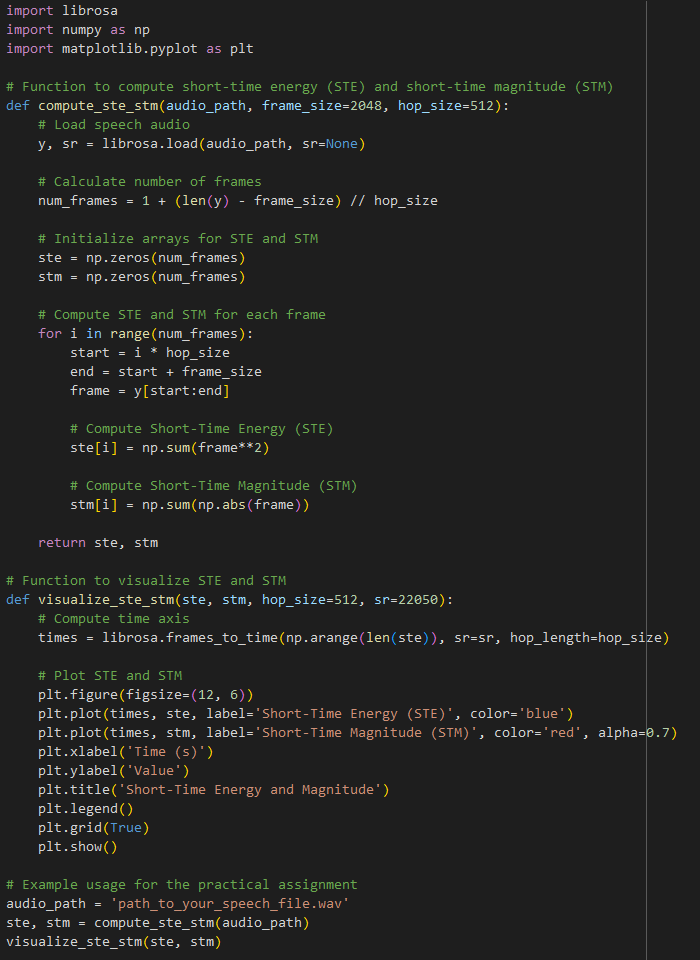 import librosa
import numpy as np
import matplotlib.pyplot as plt

# Function to compute short-time energy (STE) and short-time magnitude (STM)
def compute_ste_stm(audio_path, frame_size=2048, hop_size=512):
    # Load speech audio
    y, sr = librosa.load(audio_path, sr=None)

    # Calculate number of frames
    num_frames = 1 + (len(y) - frame_size) // hop_size

    # Initialize arrays for STE and STM
    ste = np.zeros(num_frames)
    stm = np.zeros(num_frames)

    # Compute STE and STM for each frame
    for i in range(num_frames):
        start = i * hop_size
        end = start + frame_size
        frame = y[start:end]

        # Compute Short-Time Energy (STE)
        ste[i] = np.sum(frame**2)

        # Compute Short-Time Magnitude (STM)
        stm[i] = np.sum(np.abs(frame))

    return ste, stm

# Function to visualize STE and STM
def visualize_ste_stm(ste, stm, hop_size=512, sr=22050):
    # Compute time axis
    times = librosa.frames_to_time(np.arange(len(ste)), sr=sr, hop_length=hop_size)

    # Plot STE and STM
    plt.figure(figsize=(12, 6))
    plt.plot(times, ste, label='Short-Time Energy (STE)', color='blue')
    plt.plot(times, stm, label='Short-Time Magnitude (STM)', color='red', alpha=0.7)
    plt.xlabel('Time (s)')
    plt.ylabel('Value')
    plt.title('Short-Time Energy and Magnitude')
    plt.legend()
    plt.grid(True)
    plt.show()

# Example usage for the practical assignment
audio_path = 'path_to_your_speech_file.wav'
ste, stm = compute_ste_stm(audio_path)
visualize_ste_stm(ste, stm)